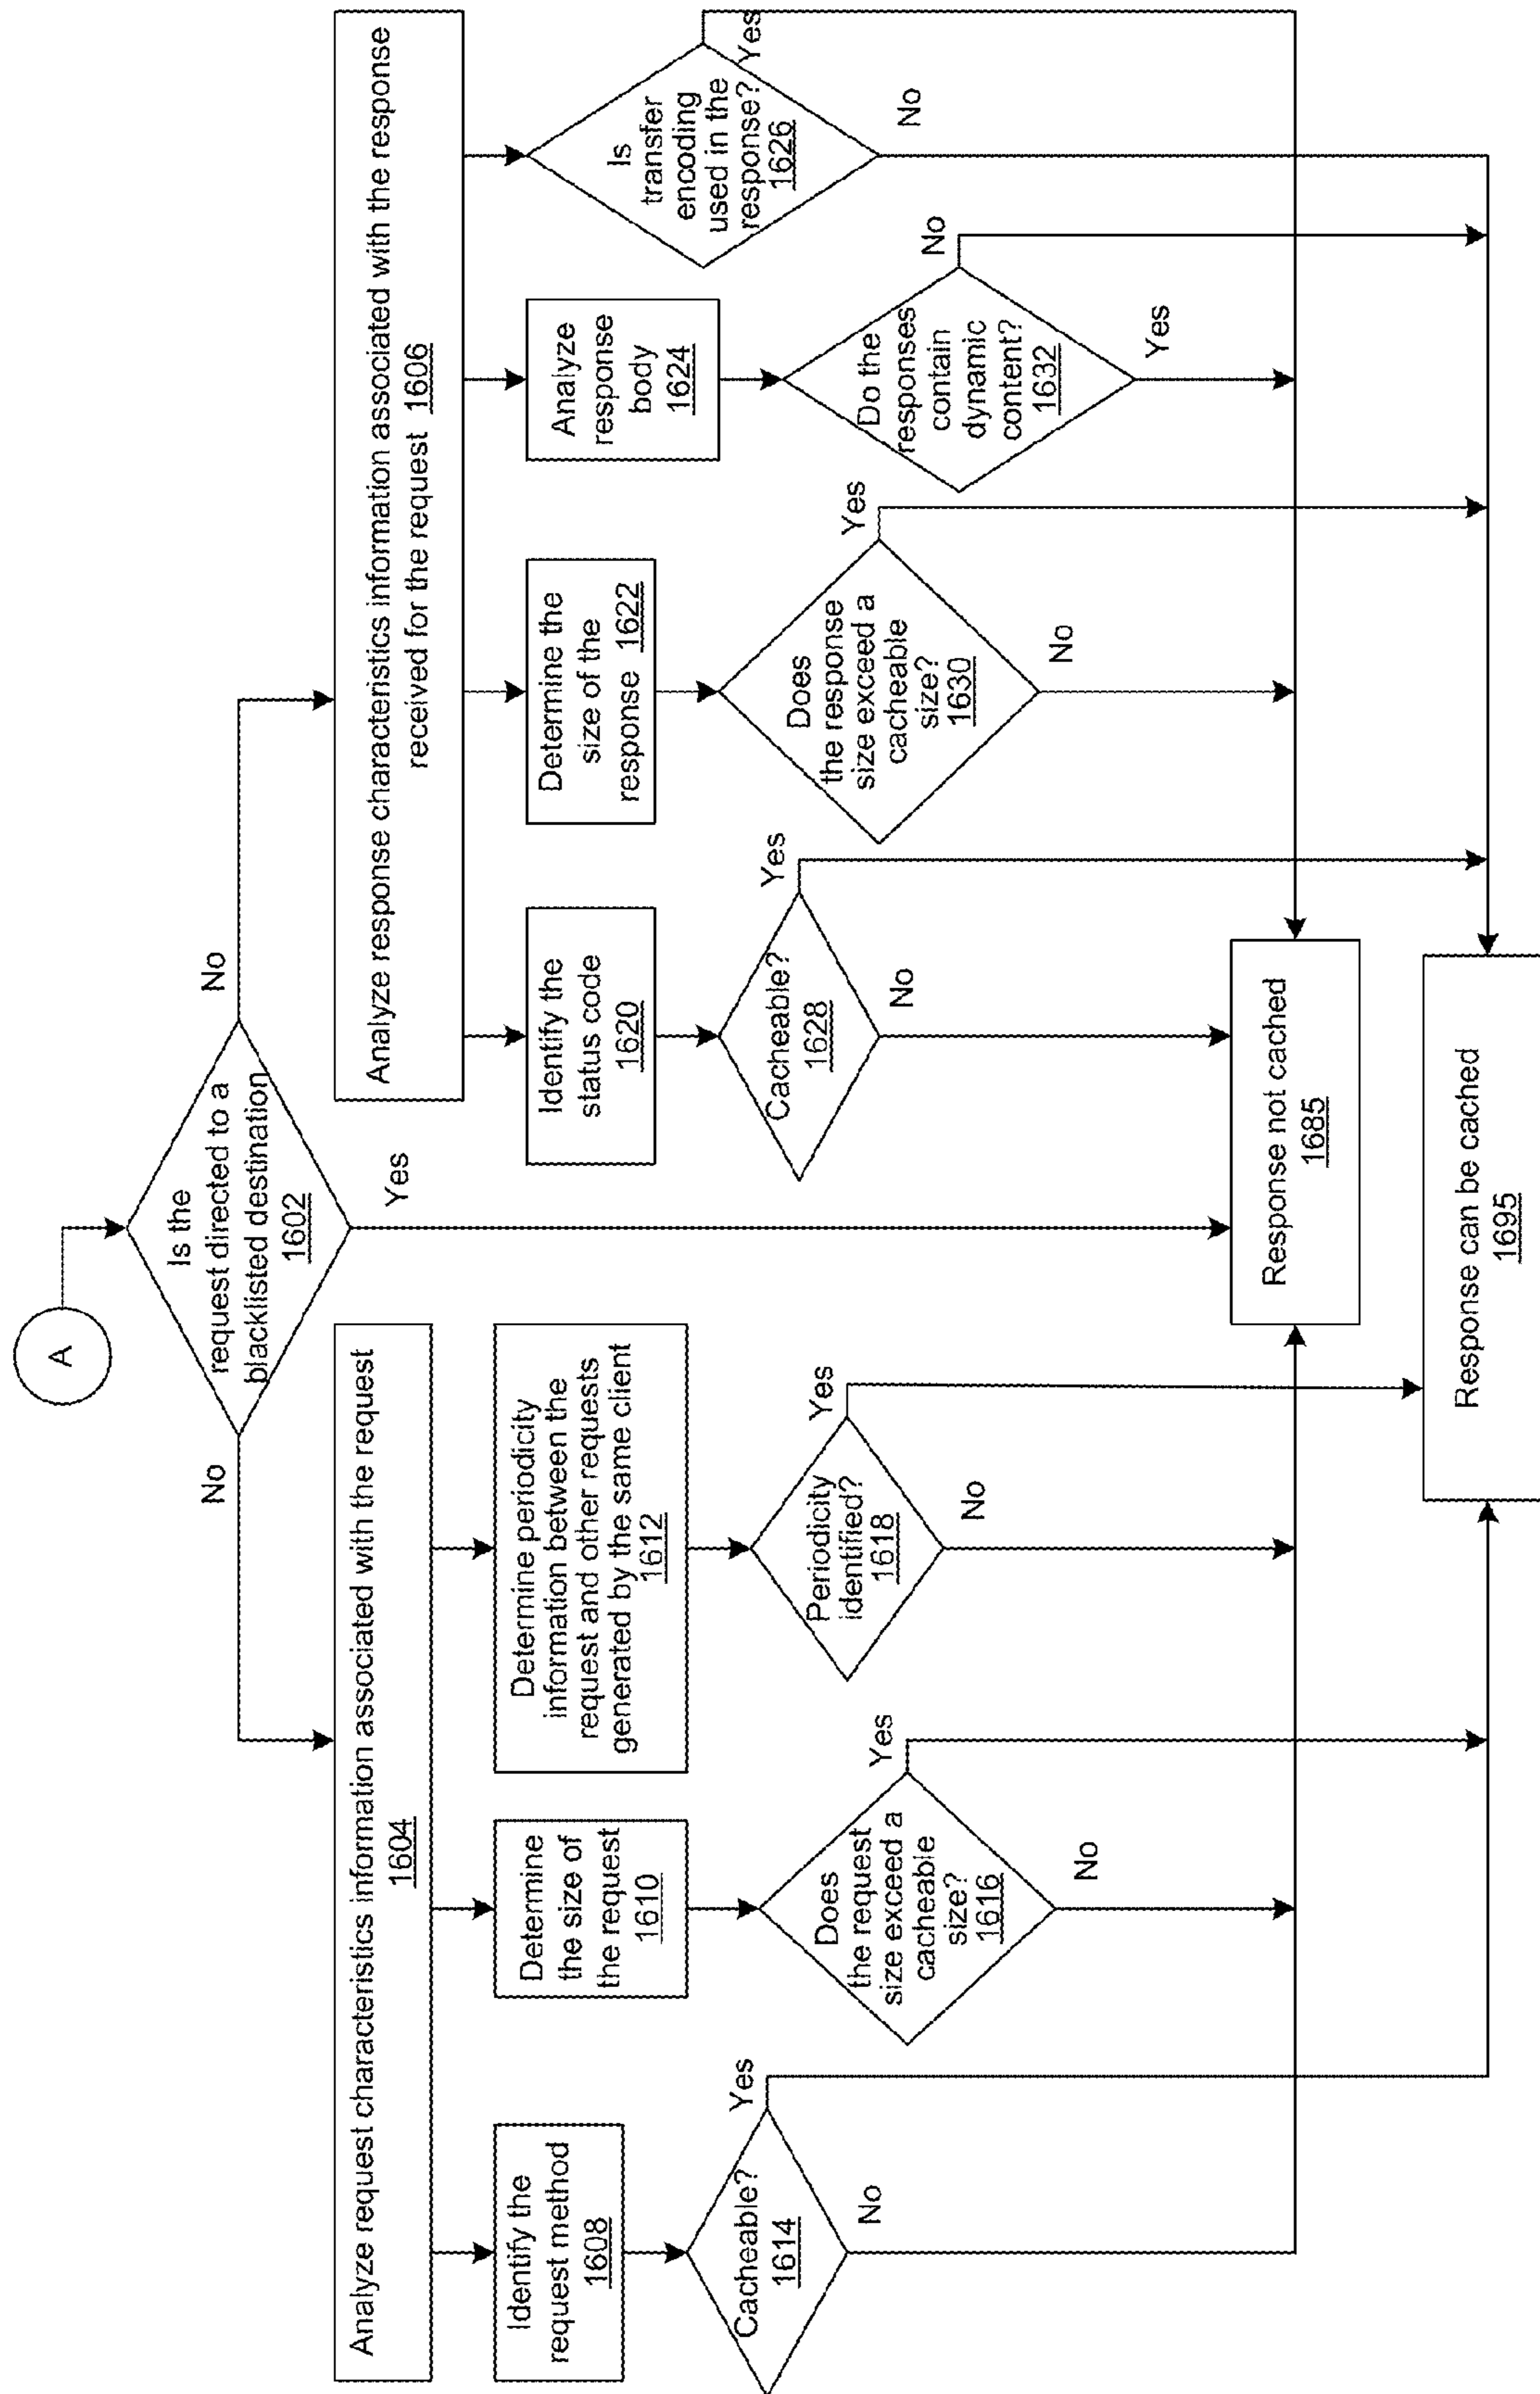 A
Is the
request directed to a
blacklisted destination
1602
No
No
Yes
Analyze request characteristics information associated with the request
1604
Analyze response characteristics information associated with the response
received for the request 1606
Identify the
request method
1608
Determine
the size of
the request
1610
Determine periodicity
information between the
request and other requests
generated by the same client
1612
Identify the
status code
1620
Determine the
size of the
response 1622
Analyze
response
body
1624
Is
transfer
encoding
used in the
response?
1626
Yes
No
Cacheable?
1614
Yes
No
Does
the request
size exceed a
cacheable
size?
1616
Yes
No
Periodicity
identified?
1618
Yes
No
Cacheable?
1628
Yes
No
Does
the response
size exceed a
cacheable
size?
1630
Yes
No
Do the
responses
contain
dynamic
content?
1632
No
Yes
Response not cached
1685
Response can be cached
1695